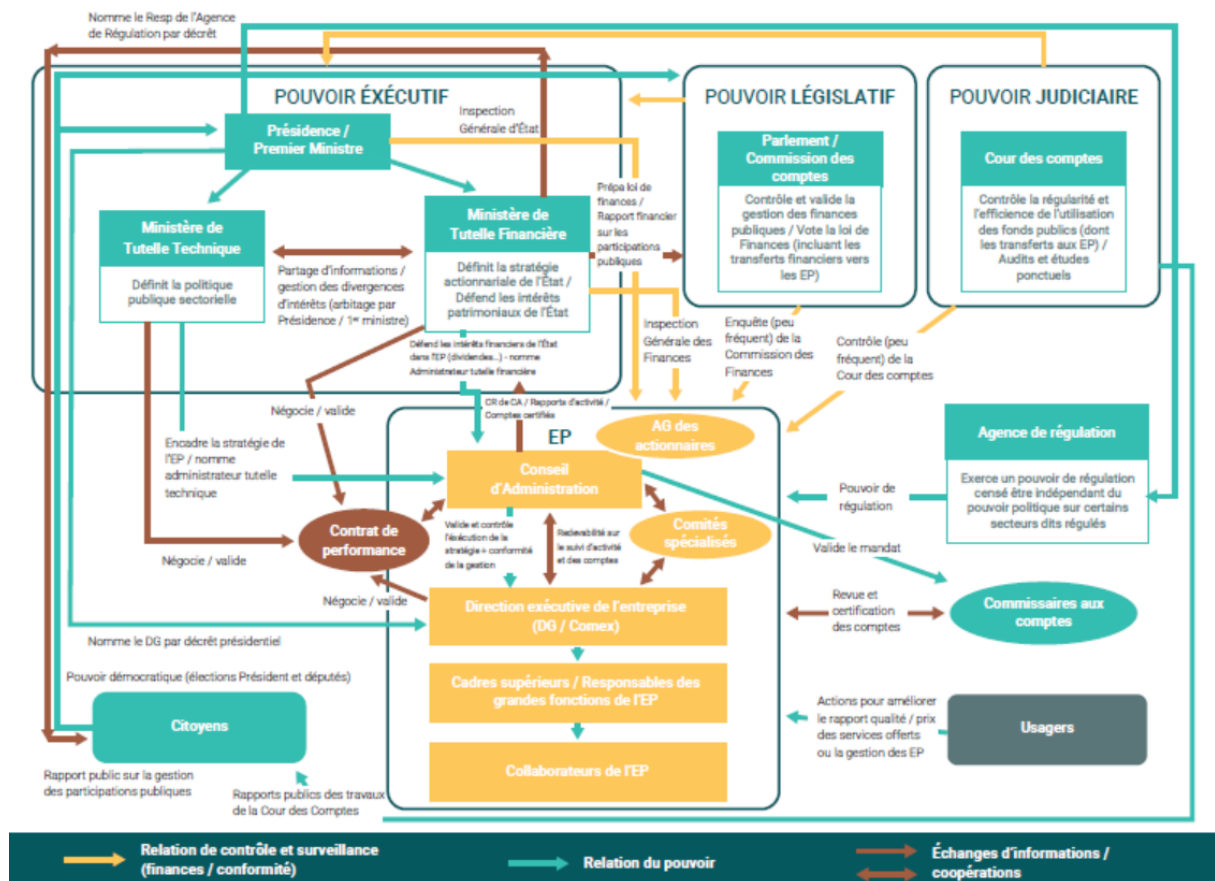 Nomme le Resp de l'Agence
de Régulation par décrêt
POUVOIR ÉXÉCUTIF
Présidence /
Premier Ministre
Inspection
Générale d'État
Ministère de
Tutelle Technique
Définit la politique
publique sectorielle
Partage d'informations /
gestion des divergences
d'intérêts (arbitage par
Présidence / 1er ministre)
Ministère de
Tutelle Financière
Définit la stratégie
actionnariale de l'État /
Défend les intérêts
patrimoniaux de l'État
Prépa loi de
finances /
Rapport financier
sur les
participations
publiques
POUVOIR LÉGISLATIF
Parlement /
Commission des
comptes
Contrôle et valide la
gestion des finances
publiques / Vote la loi de
Finances (incluant les
transferts financiers vers
les EP)
POUVOIR JUDICIAIRE
Cour des comptes
Contrôle la régularité et
l'efficience de l'utilisation
des fonds publics (dont
les transferts aux EP) /
Audits et études
ponctuels
Défend les intérêts financiers de l'État
dans l'EP (dividendes...) - nomme
Administrateur tutelle financière
Inspection
Générale des
Finances
Enquête (peu
fréquent) de la
Commission des
Finances
Contrôle (peu
fréquent) de la
Cour des comptes
Négocie / valide
CR de CA / Rapports d'activité /
Comptes certifiés
EP
AG des
actionnaires
Encadre la stratégie de
l'EP / nomme
administrateur tutelle
technique
Conseil
d'Administration
Agence de régulation
Exerce un pouvoir de régulation
censé être indépendant du
pouvoir politique sur certains
secteurs dits régulés
Pouvoir de
régulation
Contrat de
performance
Valide et contrôle
l'éxécution de la
stratégie + conformité
de la gestion
Redevabilité sur
le suivi d'activité
et des comptes
Comités
spécialisés
Valide le mandat
Négocie / valide
Négocie / valide
Direction exécutive de l'entreprise
(DG / Comex)
Revue et
certification
des comptes
Commissaires aux
comptes
Nomme le DG par décrêt présidentiel
Pouvoir démocratique (élections Président et députés)
Cadres supérieurs / Responsables des
grandes fonctions de l'EP
Citoyens
Actions pour améliorer
le rapport qualité / prix
des services offerts
ou la gestion des EP
Usagers
Collaborateurs de l'EP
Rapport public sur la gestion
des participations publiques
Rapports publics des travaux
de la Cour des Comptes
Relation de contrôle et surveillance
(finances / conformité)
Relation du pouvoir
Échanges d'informations /
coopérations